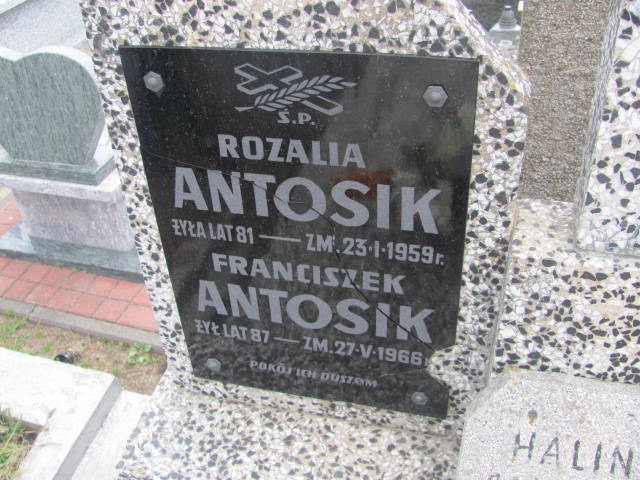 Ś.P.
ROZALIA
ANTOSIK
ŻYŁA LAT 81 — ZM. 23·I·1959r.
FRANCISZEK
ANTOSIK
ŻYŁ LAT 87 — ZM. 27·V·1966
POKÓJ ICH DUSZOM
HALIN